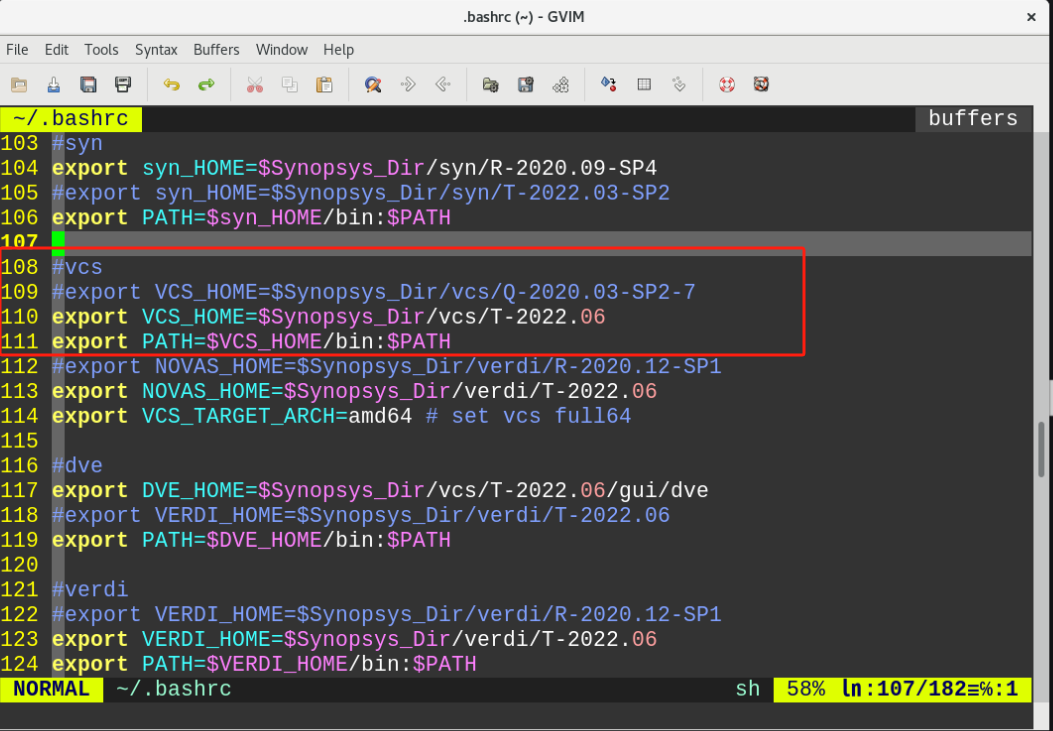 .bashrc (~) - GVIM
×
File Edit Tools Syntax Buffers Window Help
~/.bashrc buffers
103 #syn
104 export syn_HOME=$Synopsys_Dir/syn/R-2020.09-SP4
105 #export syn_HOME=$Synopsys_Dir/syn/T-2022.03-SP2
106 export PATH=$syn_HOME/bin:$PATH
107
108 #vcs
109 #export VCS_HOME=$Synopsys_Dir/vcs/Q-2020.03-SP2-7
110 export VCS_HOME=$Synopsys_Dir/vcs/T-2022.06
111 export PATH=$VCS_HOME/bin:$PATH
112 #export NOVAS_HOME=$Synopsys_Dir/verdi/R-2020.12-SP1
113 export NOVAS_HOME=$Synopsys_Dir/verdi/T-2022.06
114 export VCS_TARGET_ARCH=amd64 # set vcs full64
115
116 #dve
117 export DVE_HOME=$Synopsys_Dir/vcs/T-2022.06/gui/dve
118 #export VERDI_HOME=$Synopsys_Dir/verdi/T-2022.06
119 export PATH=$DVE_HOME/bin:$PATH
120
121 #verdi
122 #export VERDI_HOME=$Synopsys_Dir/verdi/R-2020.12-SP1
123 export VERDI_HOME=$Synopsys_Dir/verdi/T-2022.06
124 export PATH=$VERDI_HOME/bin:$PATH
NORMAL ~/.bashrc sh 58% ln:107/182≡℅:1